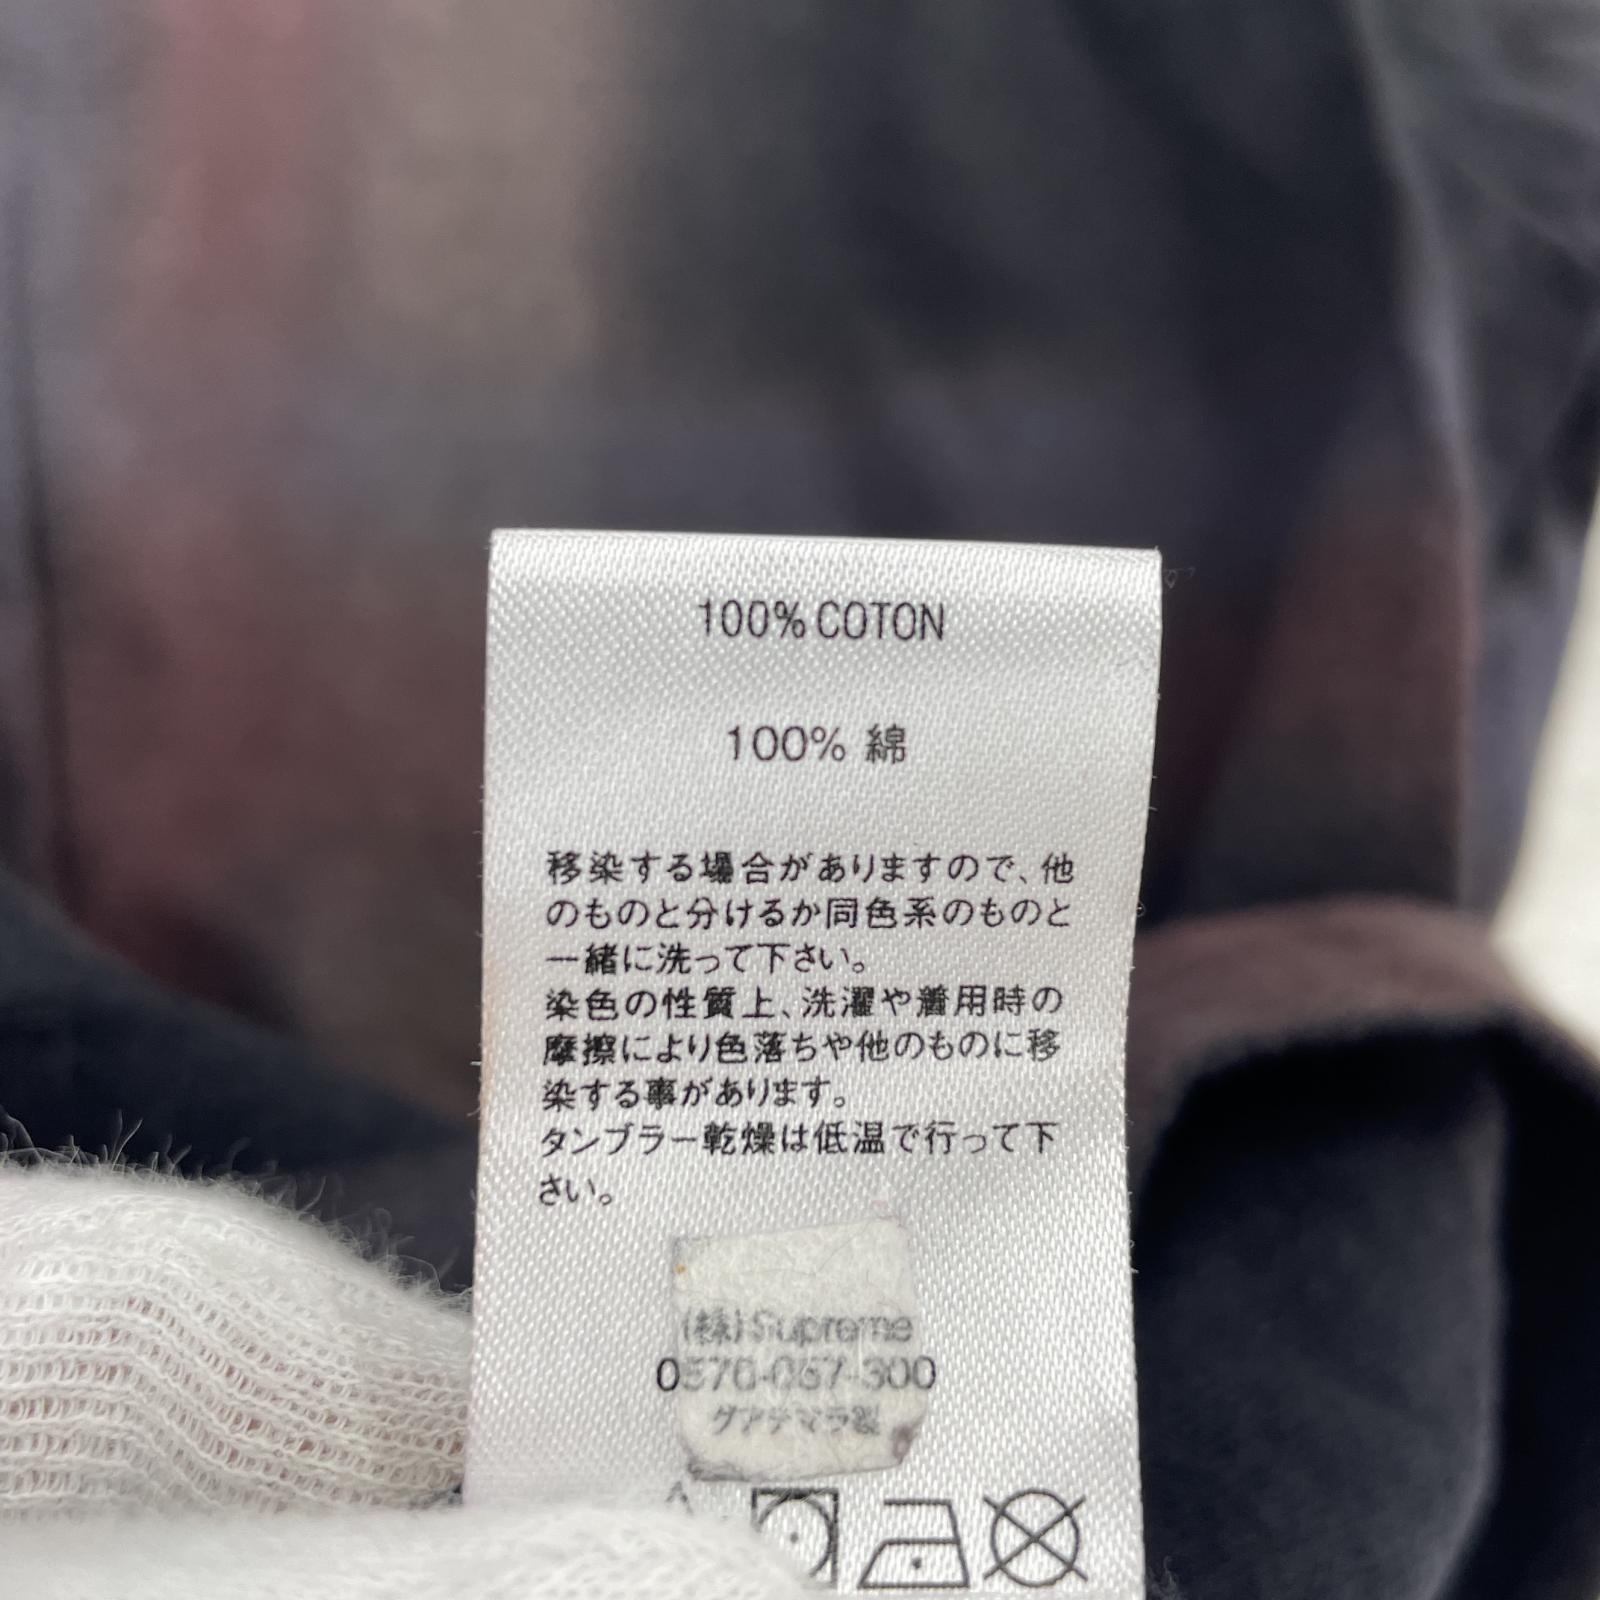 100% COTON
100% 綿
移染する場合がありますので、他
のものと分けるか同色系のものと
一緒に洗って下さい。
染色の性質上、洗濯や着用時の
摩擦により色落ちや他のものに移
染する事があります。
タンブラー乾燥は低温で行って下
さい。
(株)Supreme
0570-067-300
グアテマラ製